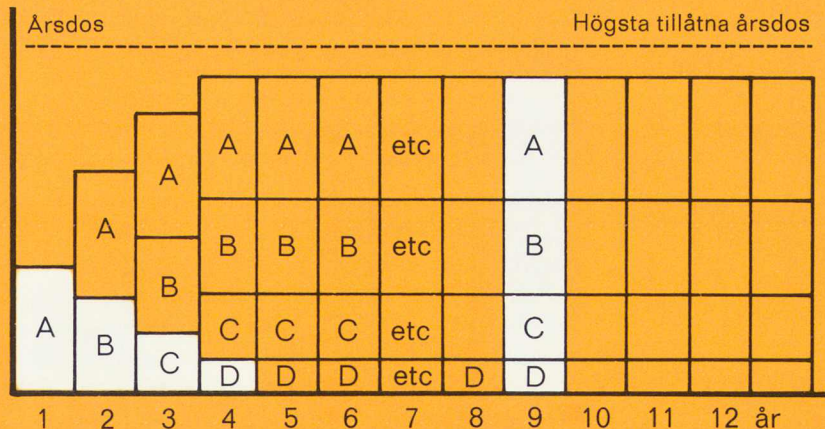 Årsdos Högsta tillåtna årsdos
A A A etc A
A
A
B B B etc B
B
A C C C etc C
B
C D D D etc D D
1 2 3 4 5 6 7 8 9 10 11 12 år